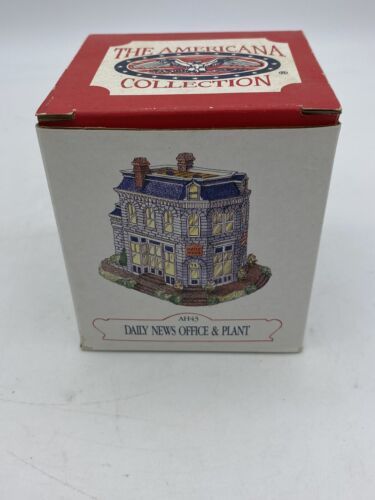 THE AMERICANA
COLLECTION ®
AH43
DAILY NEWS OFFICE & PLANT